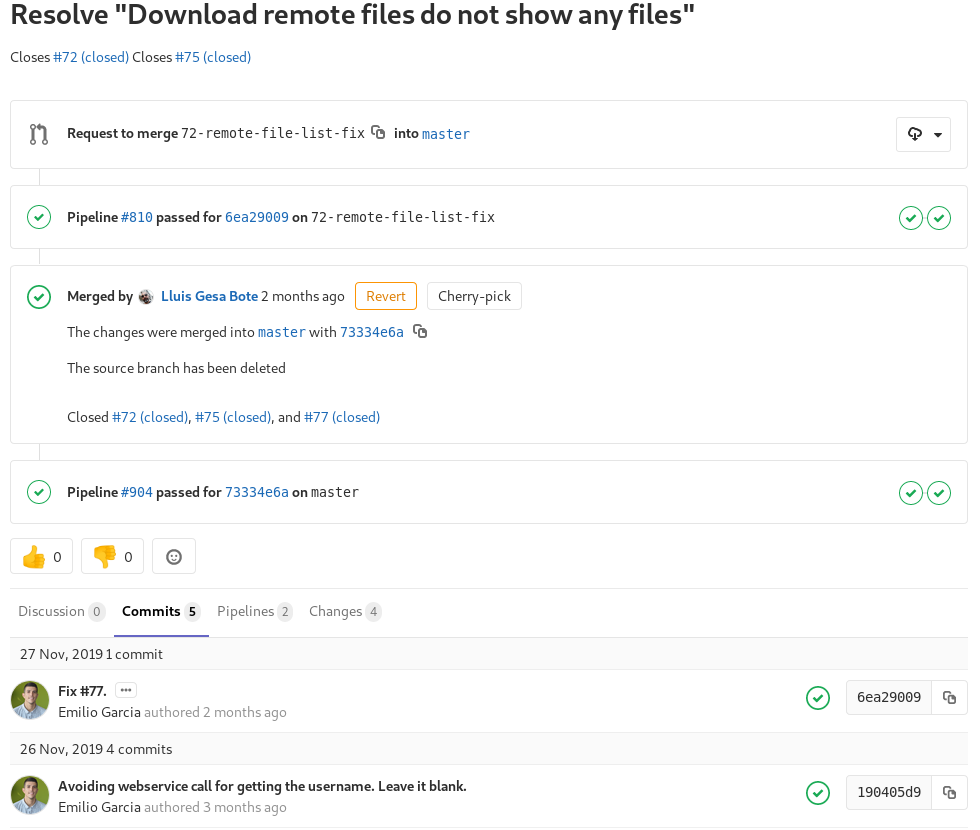 Resolve "Download remote files do not show any files"
Closes #72 (closed) Closes #75 (closed)
Request to merge 72-remote-file-list-fix into master
Pipeline #810 passed for 6ea29009 on 72-remote-file-list-fix
Merged by Lluis Gesa Bote 2 months ago Revert Cherry-pick
The changes were merged into master with 73334e6a
The source branch has been deleted
Closed #72 (closed), #75 (closed), and #77 (closed)
Pipeline #904 passed for 73334e6a on master
👍 0 👎 0
Discussion 0 Commits 5 Pipelines 2 Changes 4
27 Nov, 2019 1 commit
Fix #77. ...
6ea29009
Emilio Garcia authored 2 months ago
26 Nov, 2019 4 commits
Avoiding webservice call for getting the username. Leave it blank.
190405d9
Emilio Garcia authored 3 months ago